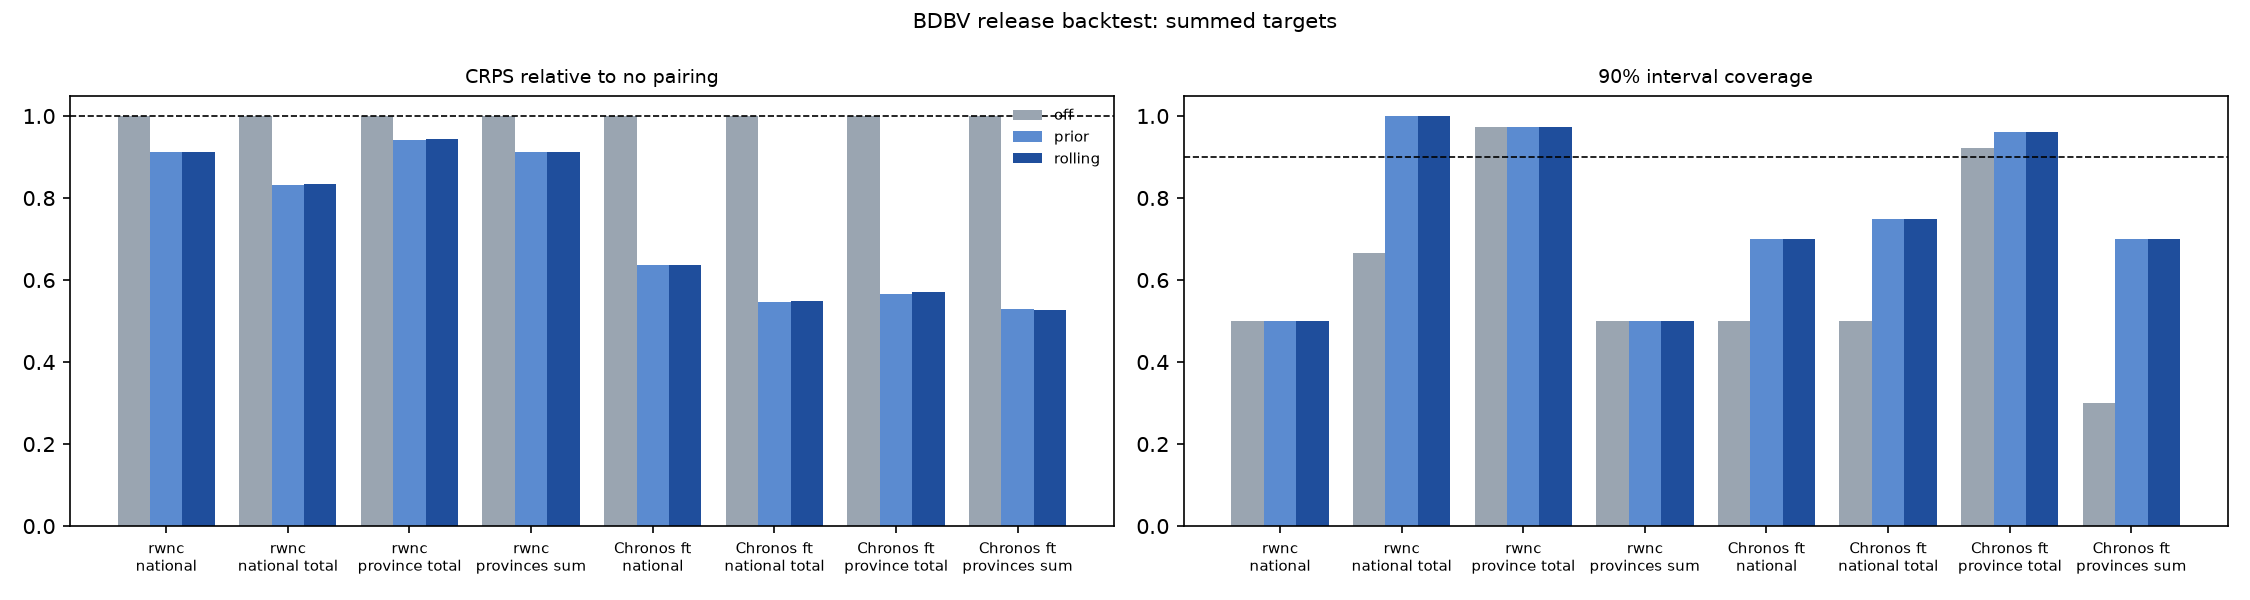 BDBV release backtest: summed targets
CRPS relative to no pairing
1.0
0.8
0.6
0.4
0.2
0.0
off
prior
rolling
rwnc
national
rwnc
national total
rwnc
province total
rwnc
provinces sum
Chronos ft
national
Chronos ft
national total
Chronos ft
province total
Chronos ft
provinces sum
90% interval coverage
1.0
0.8
0.6
0.4
0.2
0.0
rwnc
national
rwnc
national total
rwnc
province total
rwnc
provinces sum
Chronos ft
national
Chronos ft
national total
Chronos ft
province total
Chronos ft
provinces sum